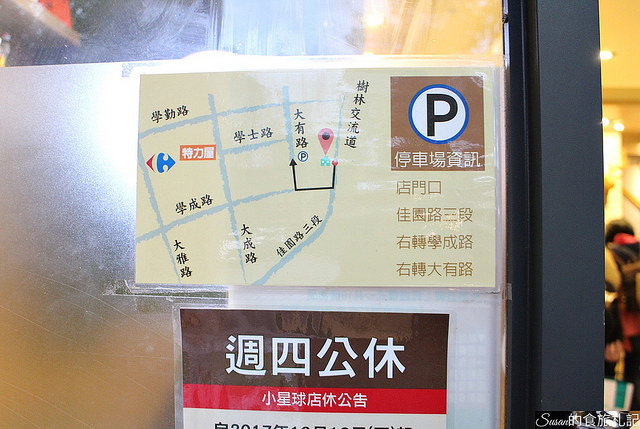 學勤路
學士路
大有路
樹林交流道
P
特力屋
學成路
大雅路
大成路
佳園路三段
P
停車場資訊
店門口
佳園路三段
右轉學成路
右轉大有路
週四公休
小星球店休公告
Susan的食旅札記